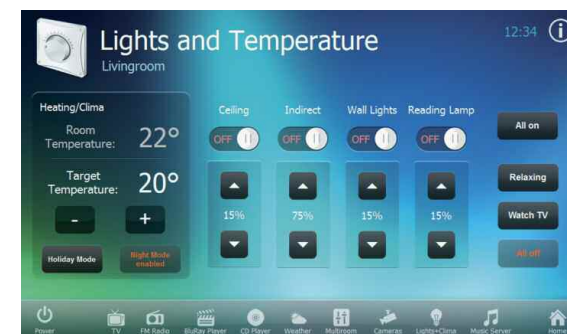 Lights and Temperature
Livingroom
12:34
i
Heating/Clima
Room
Temperature:
22°
Target
Temperature:
20°
-
+
Holiday Mode
Night Mode
enabled
Ceiling
Indirect
Wall Lights
Reading Lamp
OFF
OFF
OFF
OFF
15%
75%
15%
15%
All on
Relaxing
Watch TV
All off
Power
TV
FM Radio
BluRay Player
CD Player
Weather
Multiroom
Cameras
Lights+Clima
Music Server
Home